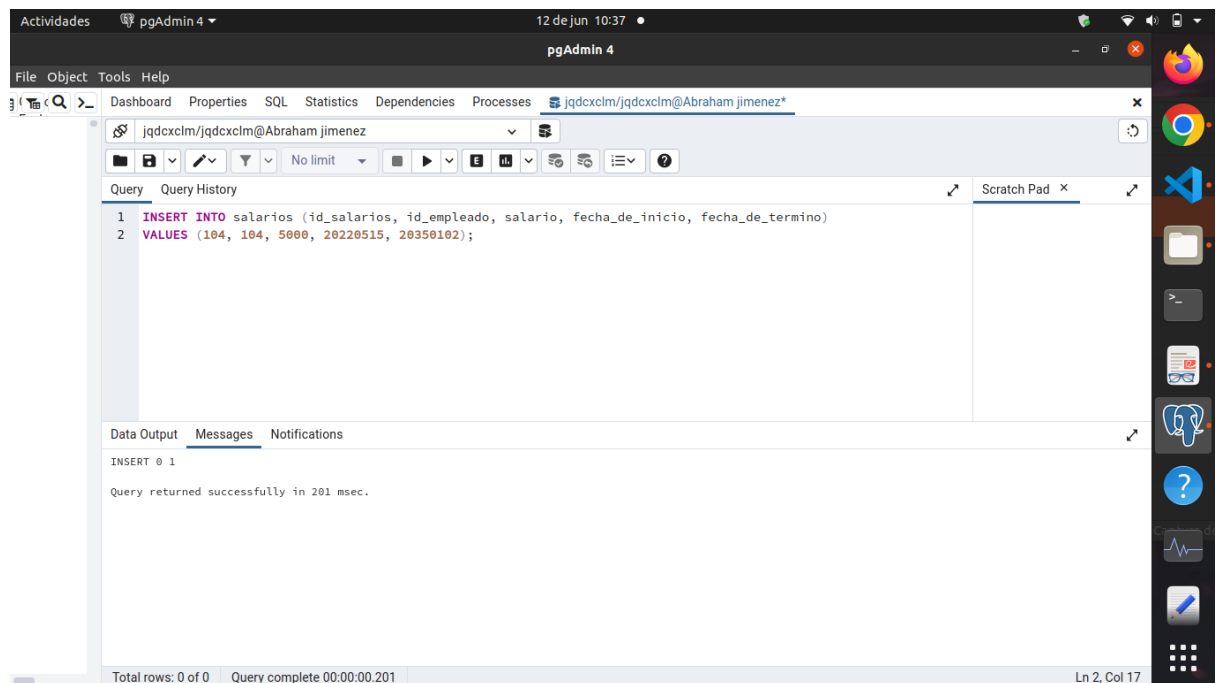 Actividades pgAdmin 4 12 de jun 10:37
pgAdmin 4
File Object Tools Help
Dashboard Properties SQL Statistics Dependencies Processes jqdcxclm/jqdcxclm@Abraham jimenez*
jqdcxclm/jqdcxclm@Abraham jimenez
No limit
Query Query History Scratch Pad
1 INSERT INTO salarios (id_salarios, id_empleado, salario, fecha_de_inicio, fecha_de_termino)
2 VALUES (104, 104, 5000, 20220515, 20350102);
Data Output Messages Notifications
INSERT 0 1
Query returned successfully in 201 msec.
Total rows: 0 of 0 Query complete 00:00:00.201 Ln 2, Col 17